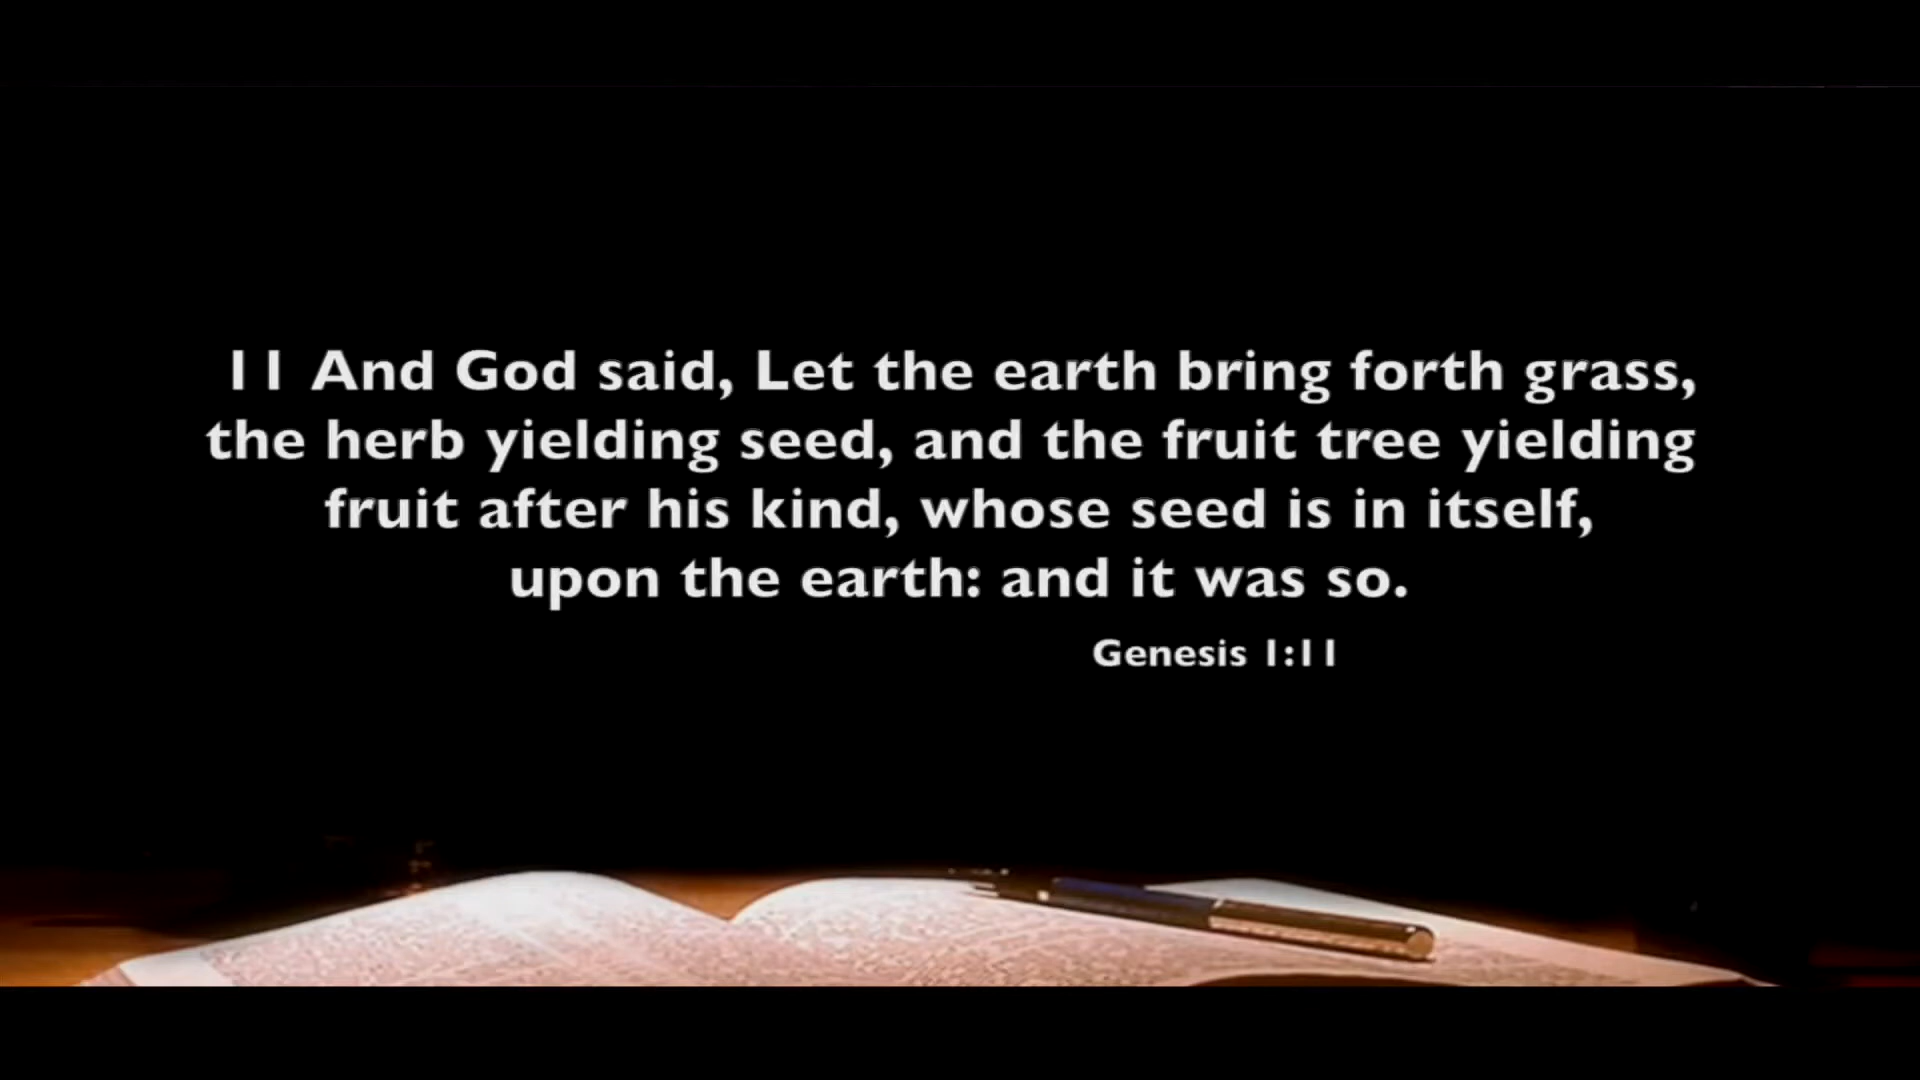 11 And God said, Let the earth bring forth grass,
the herb yielding seed, and the fruit tree yielding
fruit after his kind, whose seed is in itself,
upon the earth: and it was so.
Genesis 1:11